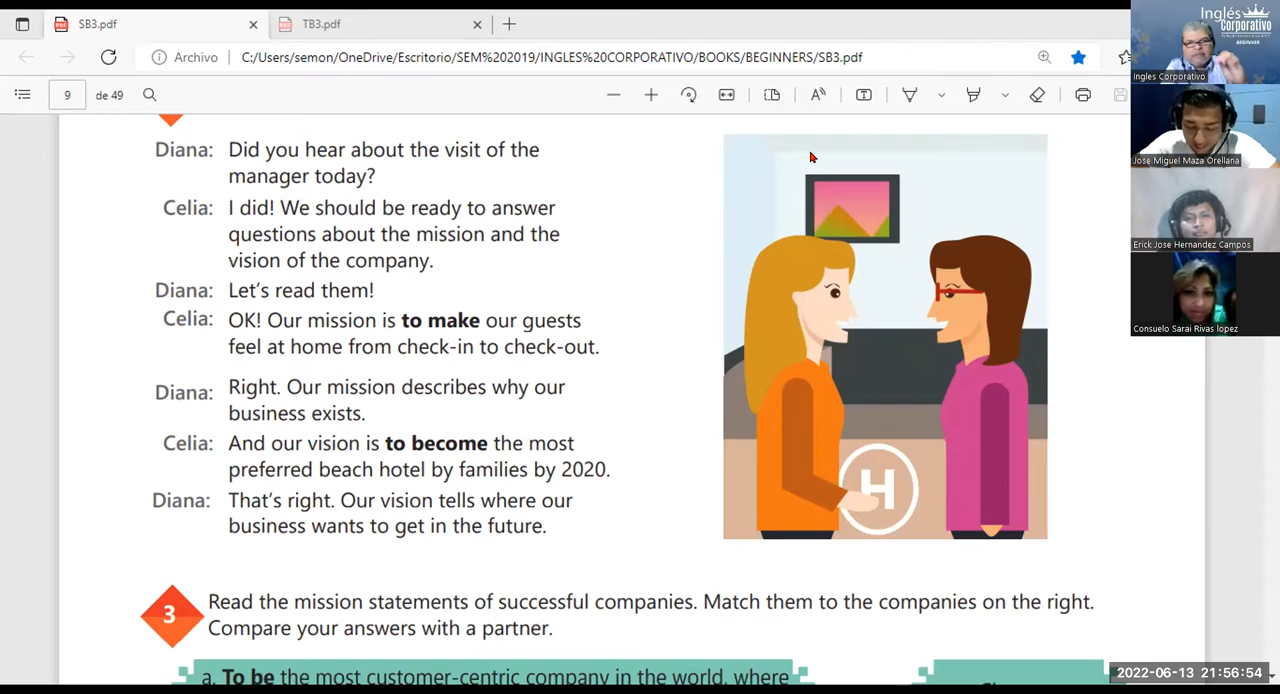 SB3.pdf
TB3.pdf
Archivo
C:/Users/semon/OneDrive/Escritorio/SEM%202019/INGLES%20CORPORATIVO/BOOKS/BEGINNERS/SB3.pdf
9 de 49
Diana: Did you hear about the visit of the
manager today?
Celia: I did! We should be ready to answer
questions about the mission and the
vision of the company.
Diana: Let's read them!
Celia: OK! Our mission is to make our guests
feel at home from check-in to check-out.
Diana: Right. Our mission describes why our
business exists.
Celia: And our vision is to become the most
preferred beach hotel by families by 2020.
Diana: That's right. Our vision tells where our
business wants to get in the future.
H
3
Read the mission statements of successful companies. Match them to the companies on the right.
Compare your answers with a partner.
a. To be the most customer-centric company in the world, where
Inglés
Corporativo
BEGINNER
Ingles Corporativo
Jose Miguel Maza Orellana
Erick Jose Hernandez Campos
Consuelo Sarai Rivas lopez
2022-06-13 21:56:54